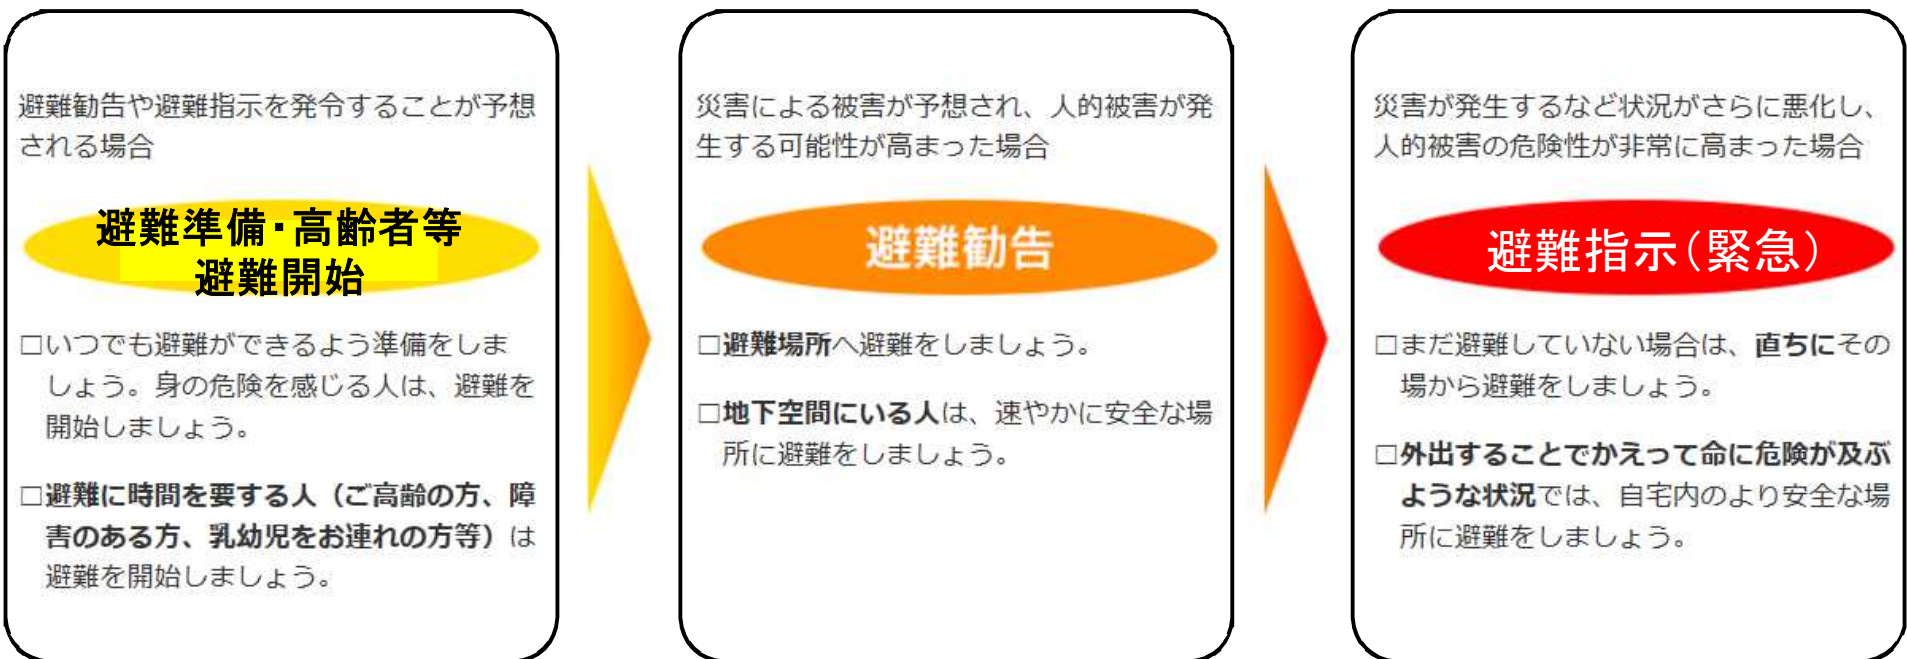 避難勧告や避難指示を発令することが予想
される場合
避難準備・高齢者等
避難開始
□いつでも避難ができるよう準備をしま
しょう。身の危険を感じる人は、避難を
開始しましょう。
□避難に時間を要する人（ご高齢の方、障
害のある方、乳幼児をお連れの方等）は
避難を開始しましょう。
災害による被害が予想され、人的被害が発
生する可能性が高まった場合
避難勧告
□避難場所へ避難をしましょう。
□地下空間にいる人は、速やかに安全な場
所に避難をしましょう。
災害が発生するなど状況がさらに悪化し、
人的被害の危険性が非常に高まった場合
避難指示（緊急）
□まだ避難していない場合は、直ちにその
場から避難をしましょう。
□外出することでかえって命に危険が及ぶ
ような状況では、自宅内のより安全な場
所に避難をしましょう。